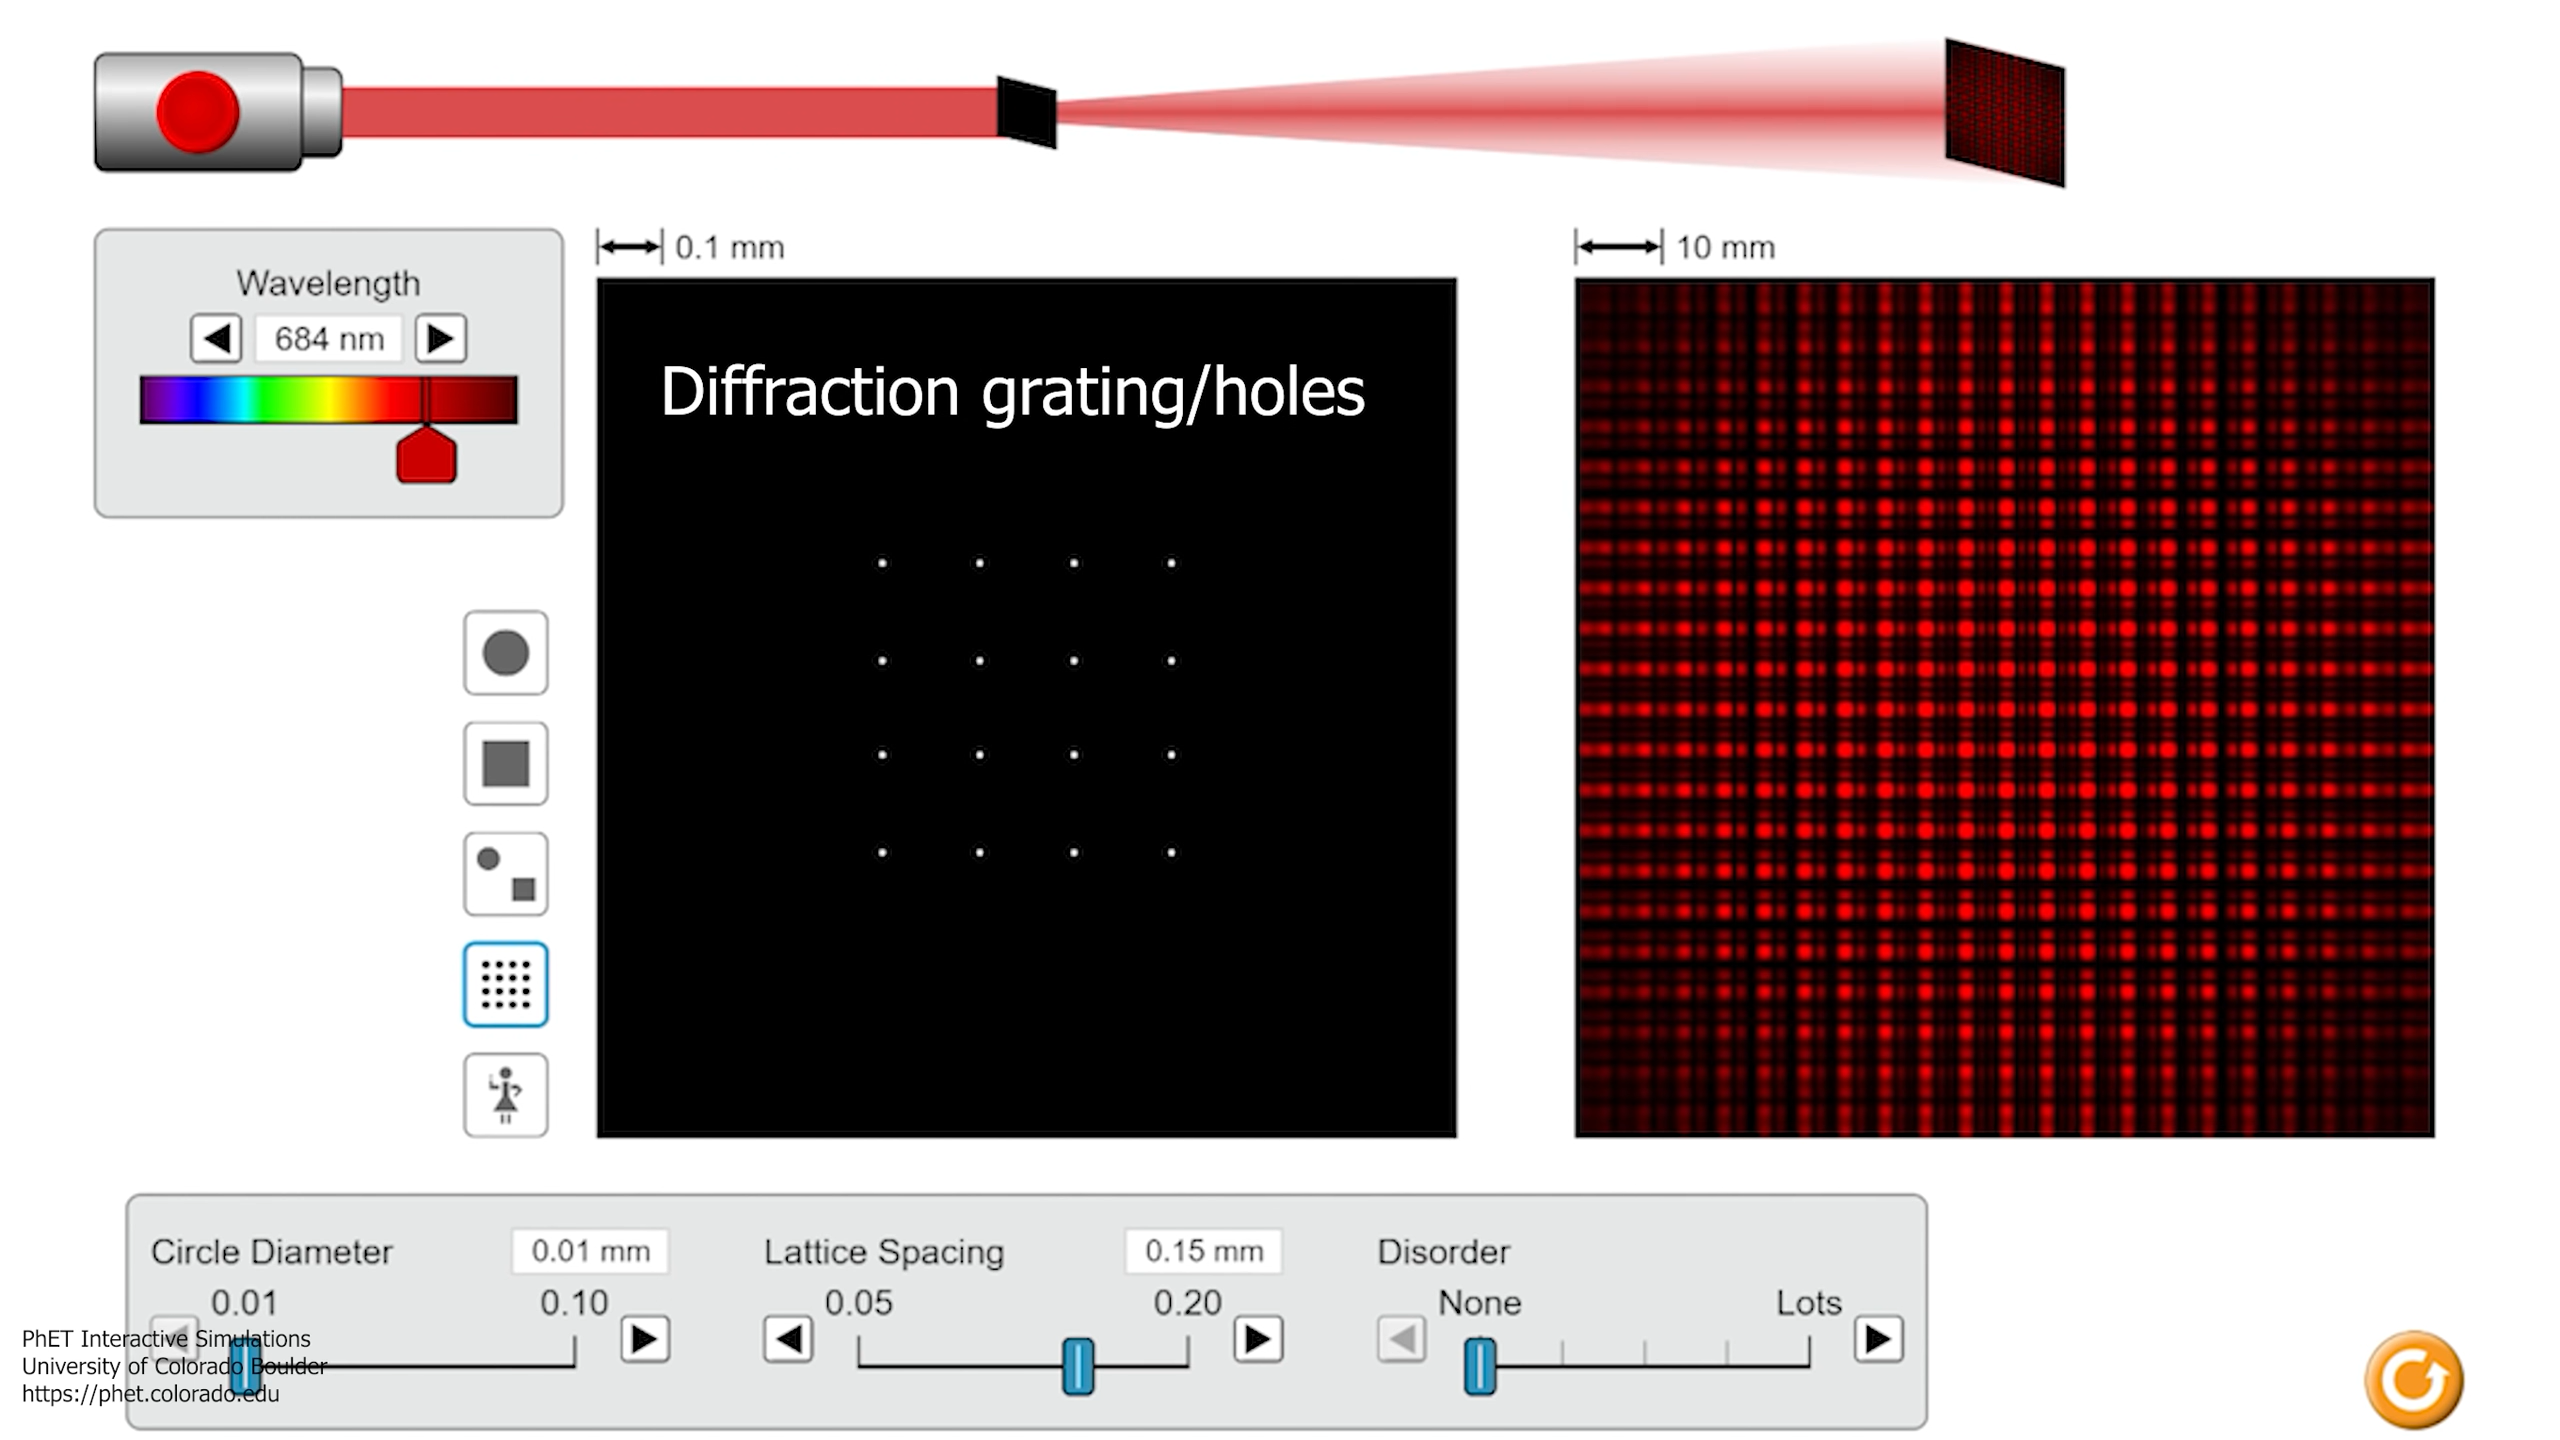 0.1 mm
10 mm
Wavelength
684 nm
Diffraction grating/holes
Circle Diameter
0.01 mm
Lattice Spacing
0.15 mm
Disorder
0.01
0.10
0.05
0.20
None
Lots
PhET Interactive Simulations
University of Colorado Boulder
https://phet.colorado.edu